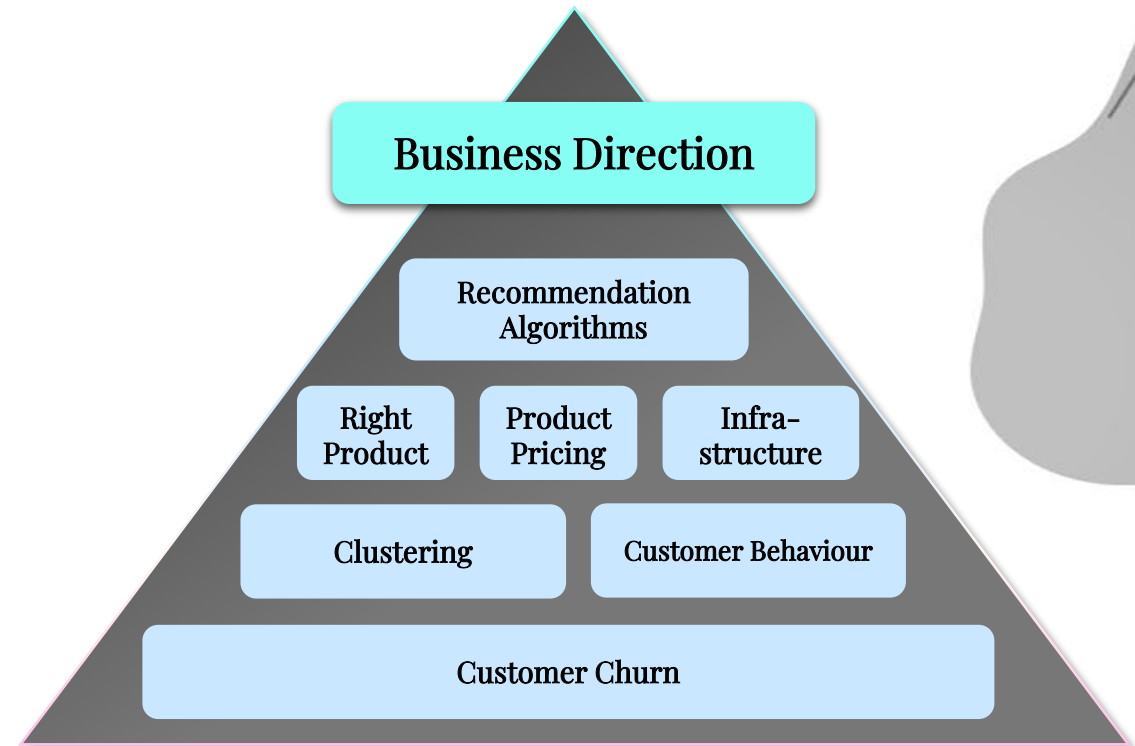 Business Direction
Recommendation
Algorithms
Right
Product
Product
Pricing
Infra-
structure
Clustering
Customer Behaviour
Customer Churn